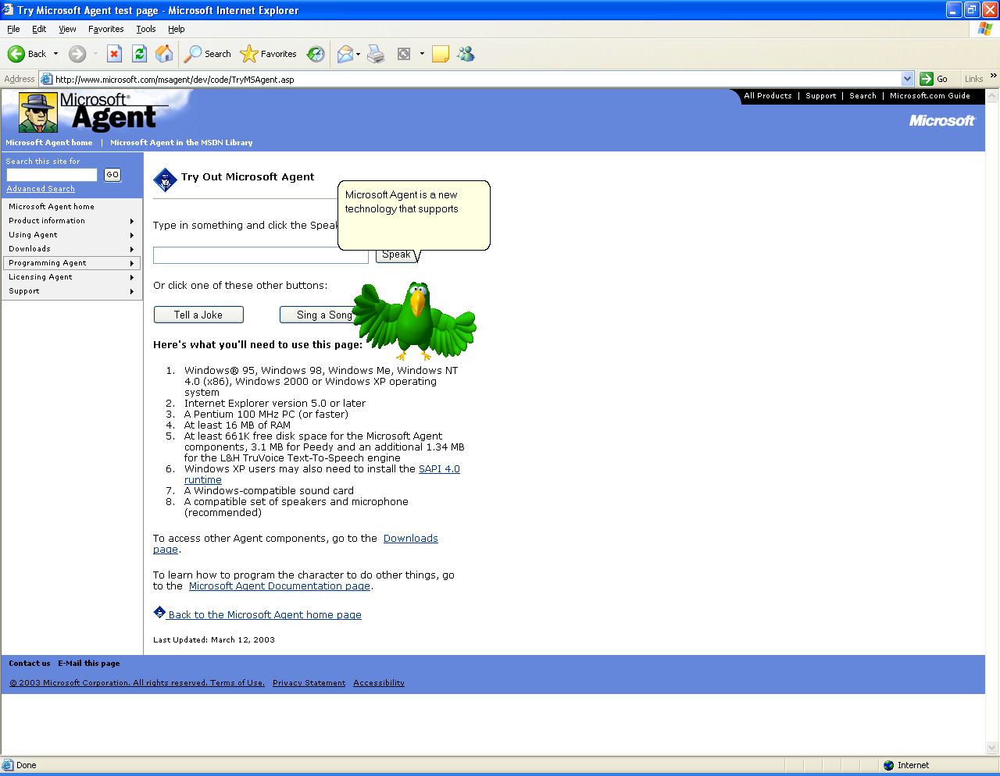 Try Microsoft Agent test page - Microsoft Internet Explorer
File Edit View Favorites Tools Help
Back Search Favorites
Address http://www.microsoft.com/msagent/dev/code/TryMSAgent.asp Go Links »
Microsoft®
Agent
All Products | Support | Search | Microsoft.com Guide
Microsoft
Microsoft Agent home | Microsoft Agent in the MSDN Library
Search this site for
GO
Advanced Search
Microsoft Agent home
Product information
Using Agent
Downloads
Programming Agent
Licensing Agent
Support
Try Out Microsoft Agent
Microsoft Agent is a new
technology that supports
Type in something and click the Speak
Speak
Or click one of these other buttons:
Tell a Joke Sing a Song
Here's what you'll need to use this page:
1. Windows® 95, Windows 98, Windows Me, Windows NT
4.0 (x86), Windows 2000 or Windows XP operating
system
2. Internet Explorer version 5.0 or later
3. A Pentium 100 MHz PC (or faster)
4. At least 16 MB of RAM
5. At least 661K free disk space for the Microsoft Agent
components, 3.1 MB for Peedy and an additional 1.34 MB
for the L&H TruVoice Text-To-Speech engine
6. Windows XP users may also need to install the SAPI 4.0
runtime
7. A Windows-compatible sound card
8. A compatible set of speakers and microphone
(recommended)
To access other Agent components, go to the Downloads
page.
To learn how to program the character to do other things, go
to the Microsoft Agent Documentation page.
Back to the Microsoft Agent home page
Last Updated: March 12, 2003
Contact us E-Mail this page
© 2003 Microsoft Corporation. All rights reserved. Terms of Use. Privacy Statement Accessibility
Done Internet